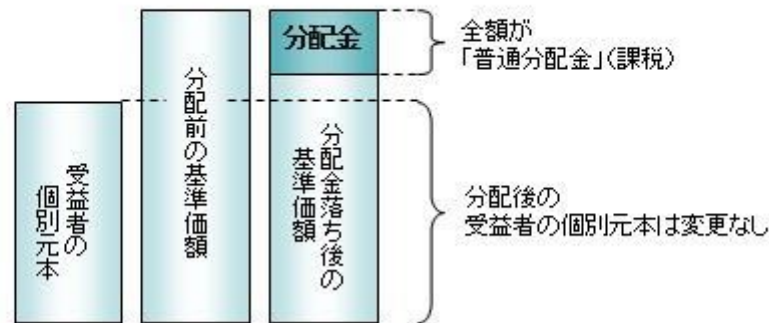 受益者の
個別元本
分配前の基準価額
分配金
分配金落ち後の
基準価額
全額が
「普通分配金」(課税)
分配後の
受益者の個別元本は変更なし